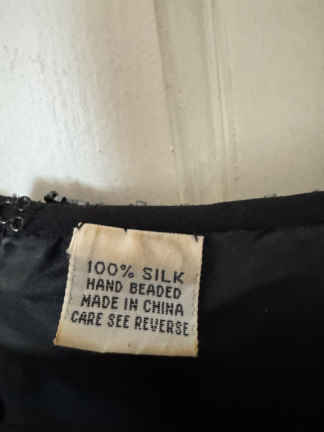 100% SILK
HAND BEADED
MADE IN CHINA
CARE SEE REVERSE